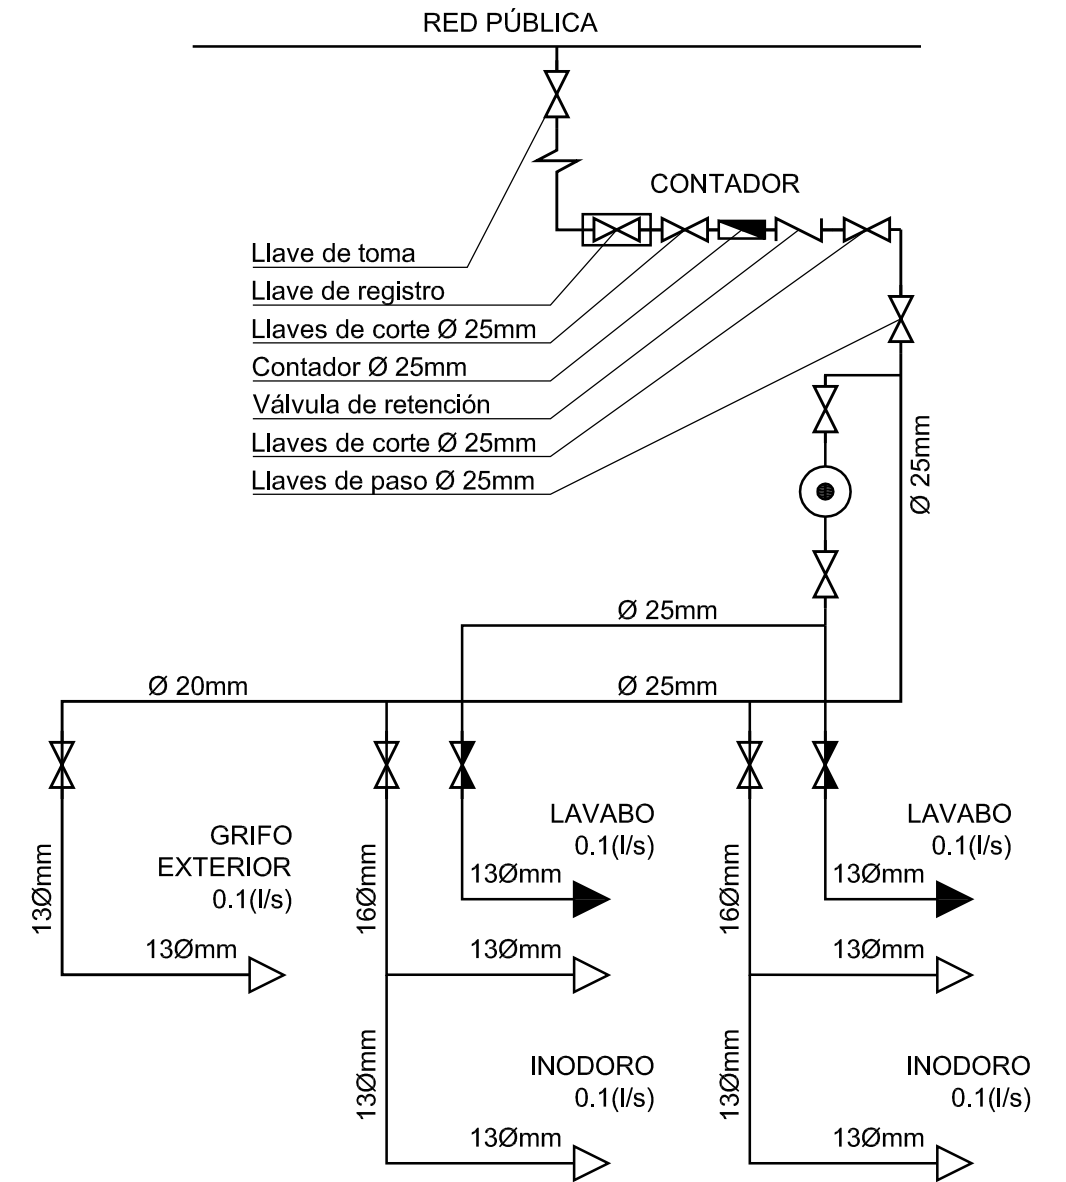 RED PÚBLICA
CONTADOR
Llave de toma
Llave de registro
Llaves de corte Ø 25mm
Contador Ø 25mm
Válvula de retención
Llaves de corte Ø 25mm
Llaves de paso Ø 25mm
Ø 25mm
Ø 25mm
Ø 20mm
Ø 25mm
GRIFO
EXTERIOR
0.1(l/s)
13Ømm
13Ømm
LAVABO
0.1(l/s)
13Ømm
16Ømm
13Ømm
INODORO
0.1(l/s)
13Ømm
13Ømm
LAVABO
0.1(l/s)
13Ømm
16Ømm
13Ømm
INODORO
0.1(l/s)
13Ømm
13Ømm